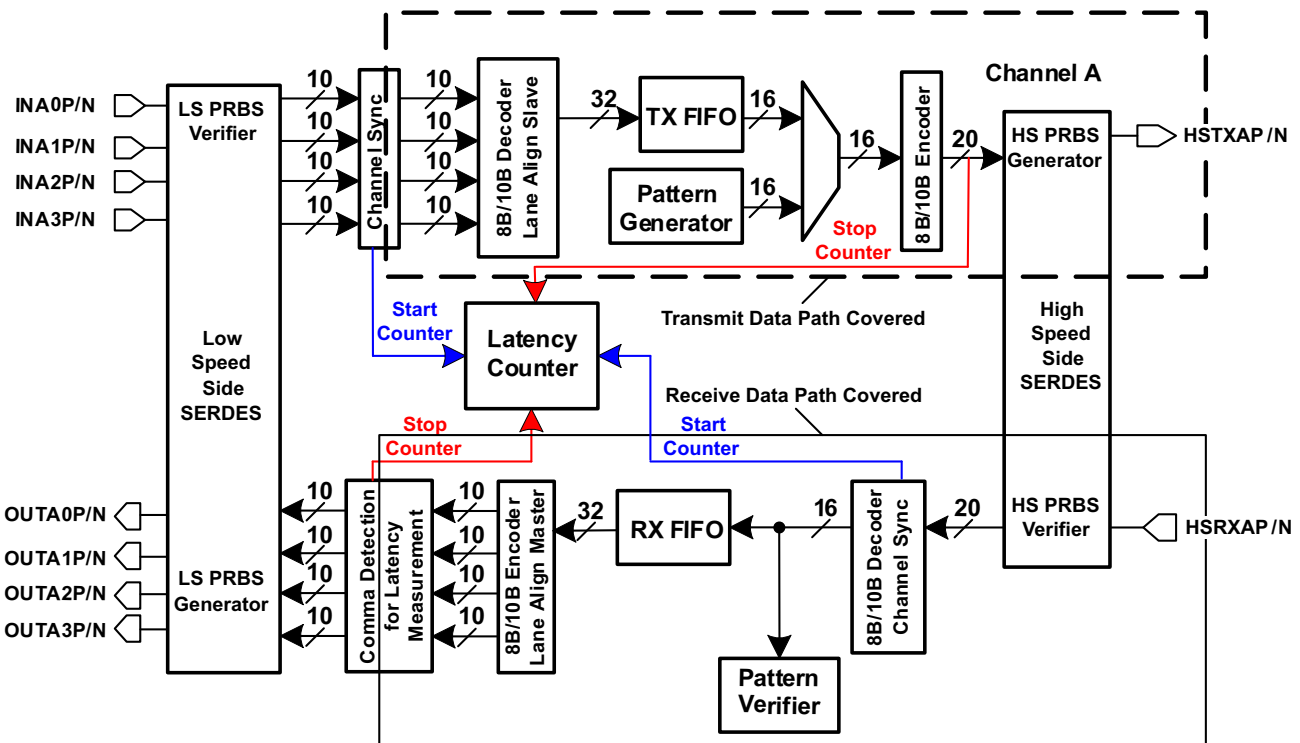 INA0P/N
INA1P/N
INA2P/N
INA3P/N
LS PRBS
Verifier
Low
Speed
Side
SERDES
LS PRBS
Generator
10
10
10
10
Channel Sync
10
10
10
10
8B/10B Decoder
Lane Align Slave
32
TX FIFO
16
Pattern
Generator
16
16
8B/10B Encoder
20
Channel A
HS PRBS
Generator
HSTXAP/N
Stop
Counter
Start
Counter
Latency
Counter
Transmit Data Path Covered
High
Speed
Side
SERDES
Receive Data Path Covered
Stop
Counter
Start
Counter
OUTA0P/N
OUTA1P/N
OUTA2P/N
OUTA3P/N
10
10
10
10
Comma Detection
for Latency
Measurement
10
10
10
10
8B/10B Encoder
Lane Align Master
32
RX FIFO
16
8B/10B Decoder
Channel Sync
20
HS PRBS
Verifier
HSRXAP/N
Pattern
Verifier